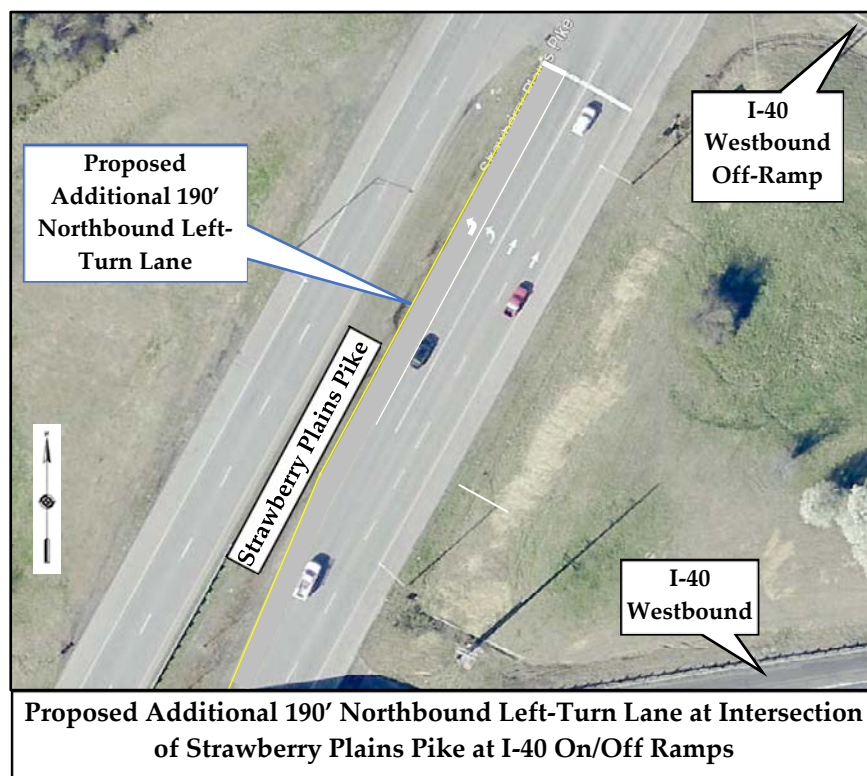 Strawberry Plains Pike
I-40
Westbound
Off-Ramp
Proposed
Additional 190’
Northbound Left-
Turn Lane
Strawberry Plains Pike
I-40
Westbound
Proposed Additional 190’ Northbound Left-Turn Lane at Intersection
of Strawberry Plains Pike at I-40 On/Off Ramps